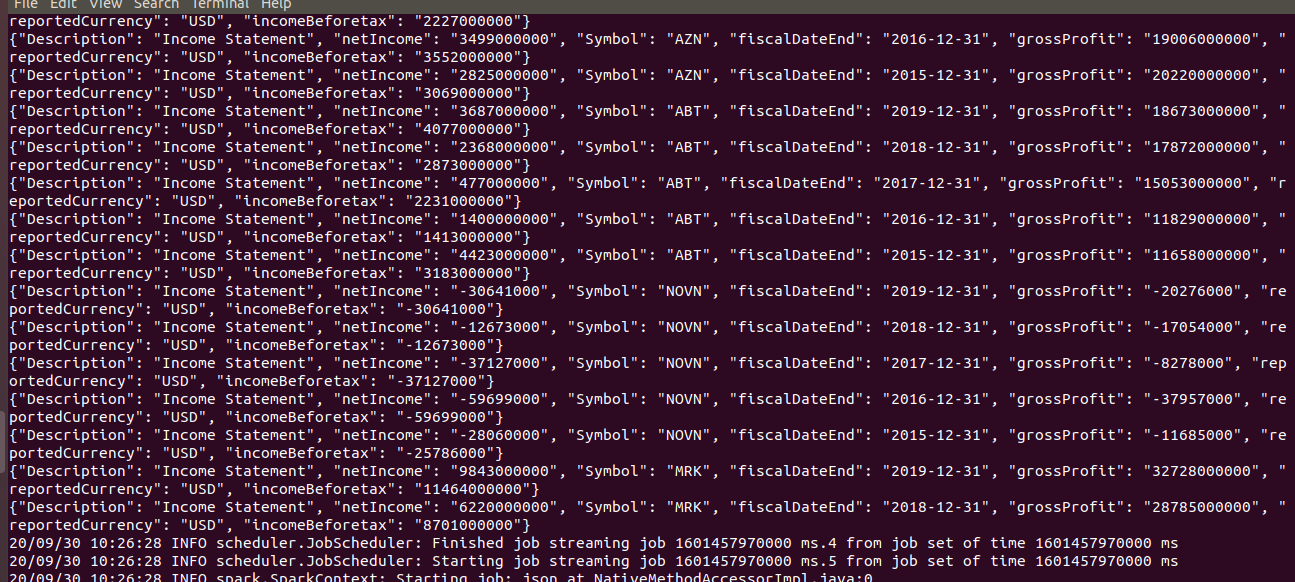 File Edit View Search Terminal Help
reportedCurrency": "USD", "incomeBeforetax": "2227000000"}
{"Description": "Income Statement", "netIncome": "3499000000", "Symbol": "AZN", "fiscalDateEnd": "2016-12-31", "grossProfit": "19006000000", "
reportedCurrency": "USD", "incomeBeforetax": "3552000000"}
{"Description": "Income Statement", "netIncome": "2825000000", "Symbol": "AZN", "fiscalDateEnd": "2015-12-31", "grossProfit": "20220000000", "
reportedCurrency": "USD", "incomeBeforetax": "3069000000"}
{"Description": "Income Statement", "netIncome": "3687000000", "Symbol": "ABT", "fiscalDateEnd": "2019-12-31", "grossProfit": "18673000000", "
reportedCurrency": "USD", "incomeBeforetax": "4077000000"}
{"Description": "Income Statement", "netIncome": "2368000000", "Symbol": "ABT", "fiscalDateEnd": "2018-12-31", "grossProfit": "17872000000", "
reportedCurrency": "USD", "incomeBeforetax": "2873000000"}
{"Description": "Income Statement", "netIncome": "477000000", "Symbol": "ABT", "fiscalDateEnd": "2017-12-31", "grossProfit": "15053000000", "r
eportedCurrency": "USD", "incomeBeforetax": "2231000000"}
{"Description": "Income Statement", "netIncome": "1400000000", "Symbol": "ABT", "fiscalDateEnd": "2016-12-31", "grossProfit": "11829000000", "
reportedCurrency": "USD", "incomeBeforetax": "1413000000"}
{"Description": "Income Statement", "netIncome": "4423000000", "Symbol": "ABT", "fiscalDateEnd": "2015-12-31", "grossProfit": "11658000000", "
reportedCurrency": "USD", "incomeBeforetax": "3183000000"}
{"Description": "Income Statement", "netIncome": "-30641000", "Symbol": "NOVN", "fiscalDateEnd": "2019-12-31", "grossProfit": "-20276000", "re
portedCurrency": "USD", "incomeBeforetax": "-30641000"}
{"Description": "Income Statement", "netIncome": "-12673000", "Symbol": "NOVN", "fiscalDateEnd": "2018-12-31", "grossProfit": "-17054000", "re
portedCurrency": "USD", "incomeBeforetax": "-12673000"}
{"Description": "Income Statement", "netIncome": "-37127000", "Symbol": "NOVN", "fiscalDateEnd": "2017-12-31", "grossProfit": "-8278000", "rep
ortedCurrency": "USD", "incomeBeforetax": "-37127000"}
{"Description": "Income Statement", "netIncome": "-59699000", "Symbol": "NOVN", "fiscalDateEnd": "2016-12-31", "grossProfit": "-37957000", "re
portedCurrency": "USD", "incomeBeforetax": "-59699000"}
{"Description": "Income Statement", "netIncome": "-28060000", "Symbol": "NOVN", "fiscalDateEnd": "2015-12-31", "grossProfit": "-11685000", "re
portedCurrency": "USD", "incomeBeforetax": "-25786000"}
{"Description": "Income Statement", "netIncome": "9843000000", "Symbol": "MRK", "fiscalDateEnd": "2019-12-31", "grossProfit": "32728000000", "
reportedCurrency": "USD", "incomeBeforetax": "11464000000"}
{"Description": "Income Statement", "netIncome": "6220000000", "Symbol": "MRK", "fiscalDateEnd": "2018-12-31", "grossProfit": "28785000000", "
reportedCurrency": "USD", "incomeBeforetax": "8701000000"}
20/09/30 10:26:28 INFO scheduler.JobScheduler: Finished job streaming job 1601457970000 ms.4 from job set of time 1601457970000 ms
20/09/30 10:26:28 INFO scheduler.JobScheduler: Starting job streaming job 1601457970000 ms.5 from job set of time 1601457970000 ms
20/09/30 10:26:28 INFO spark.SparkContext: Starting job: json at NativeMethodAccessorImpl.java:0